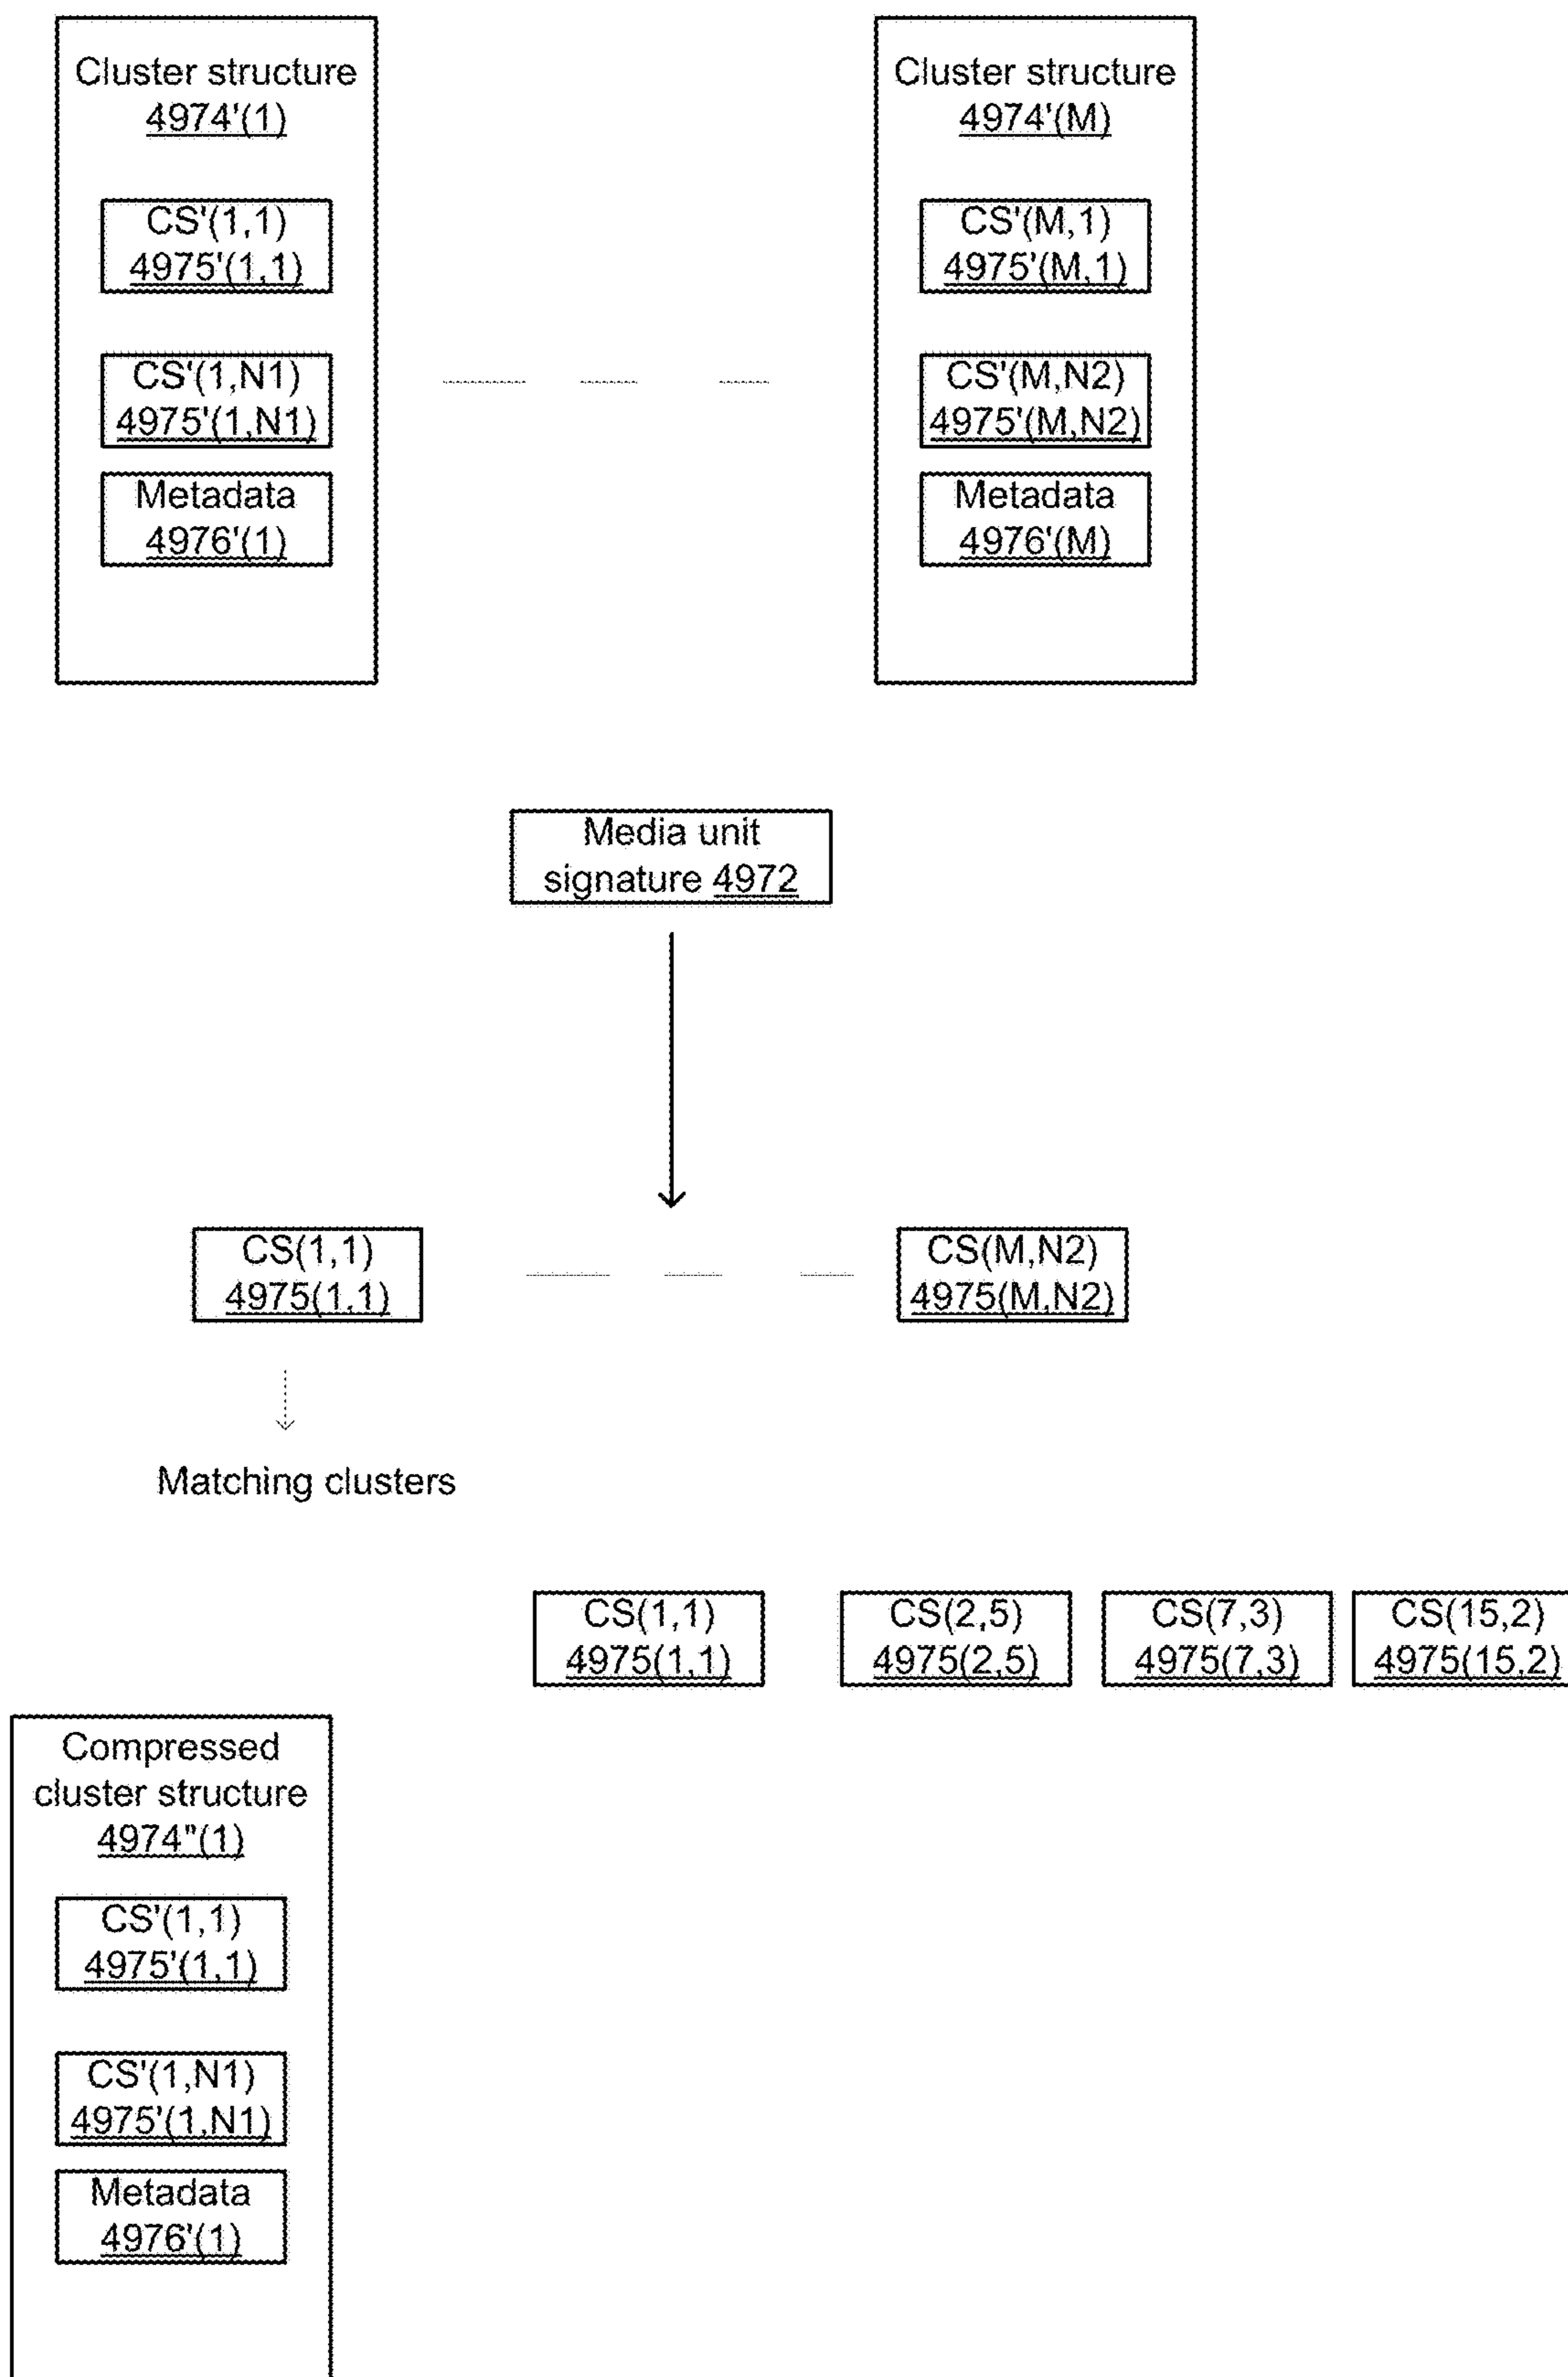 Cluster structure
4974'(1)
CS'(1,1)
4975'(1,1)
CS'(1,N1)
4975'(1,N1)
Metadata
4976'(1)
Cluster structure
4974'(M)
CS'(M,1)
4975'(M,1)
CS'(M,N2)
4975'(M,N2)
Metadata
4976'(M)
Media unit
signature 4972
CS(1,1)
4975(1,1)
CS(M,N2)
4975(M,N2)
Matching clusters
CS(1,1)
4975(1,1)
CS(2,5)
4975(2,5)
CS(7,3)
4975(7,3)
CS(15,2)
4975(15,2)
Compressed
cluster structure
4974"(1)
CS'(1,1)
4975'(1,1)
CS'(1,N1)
4975'(1,N1)
Metadata
4976'(1)